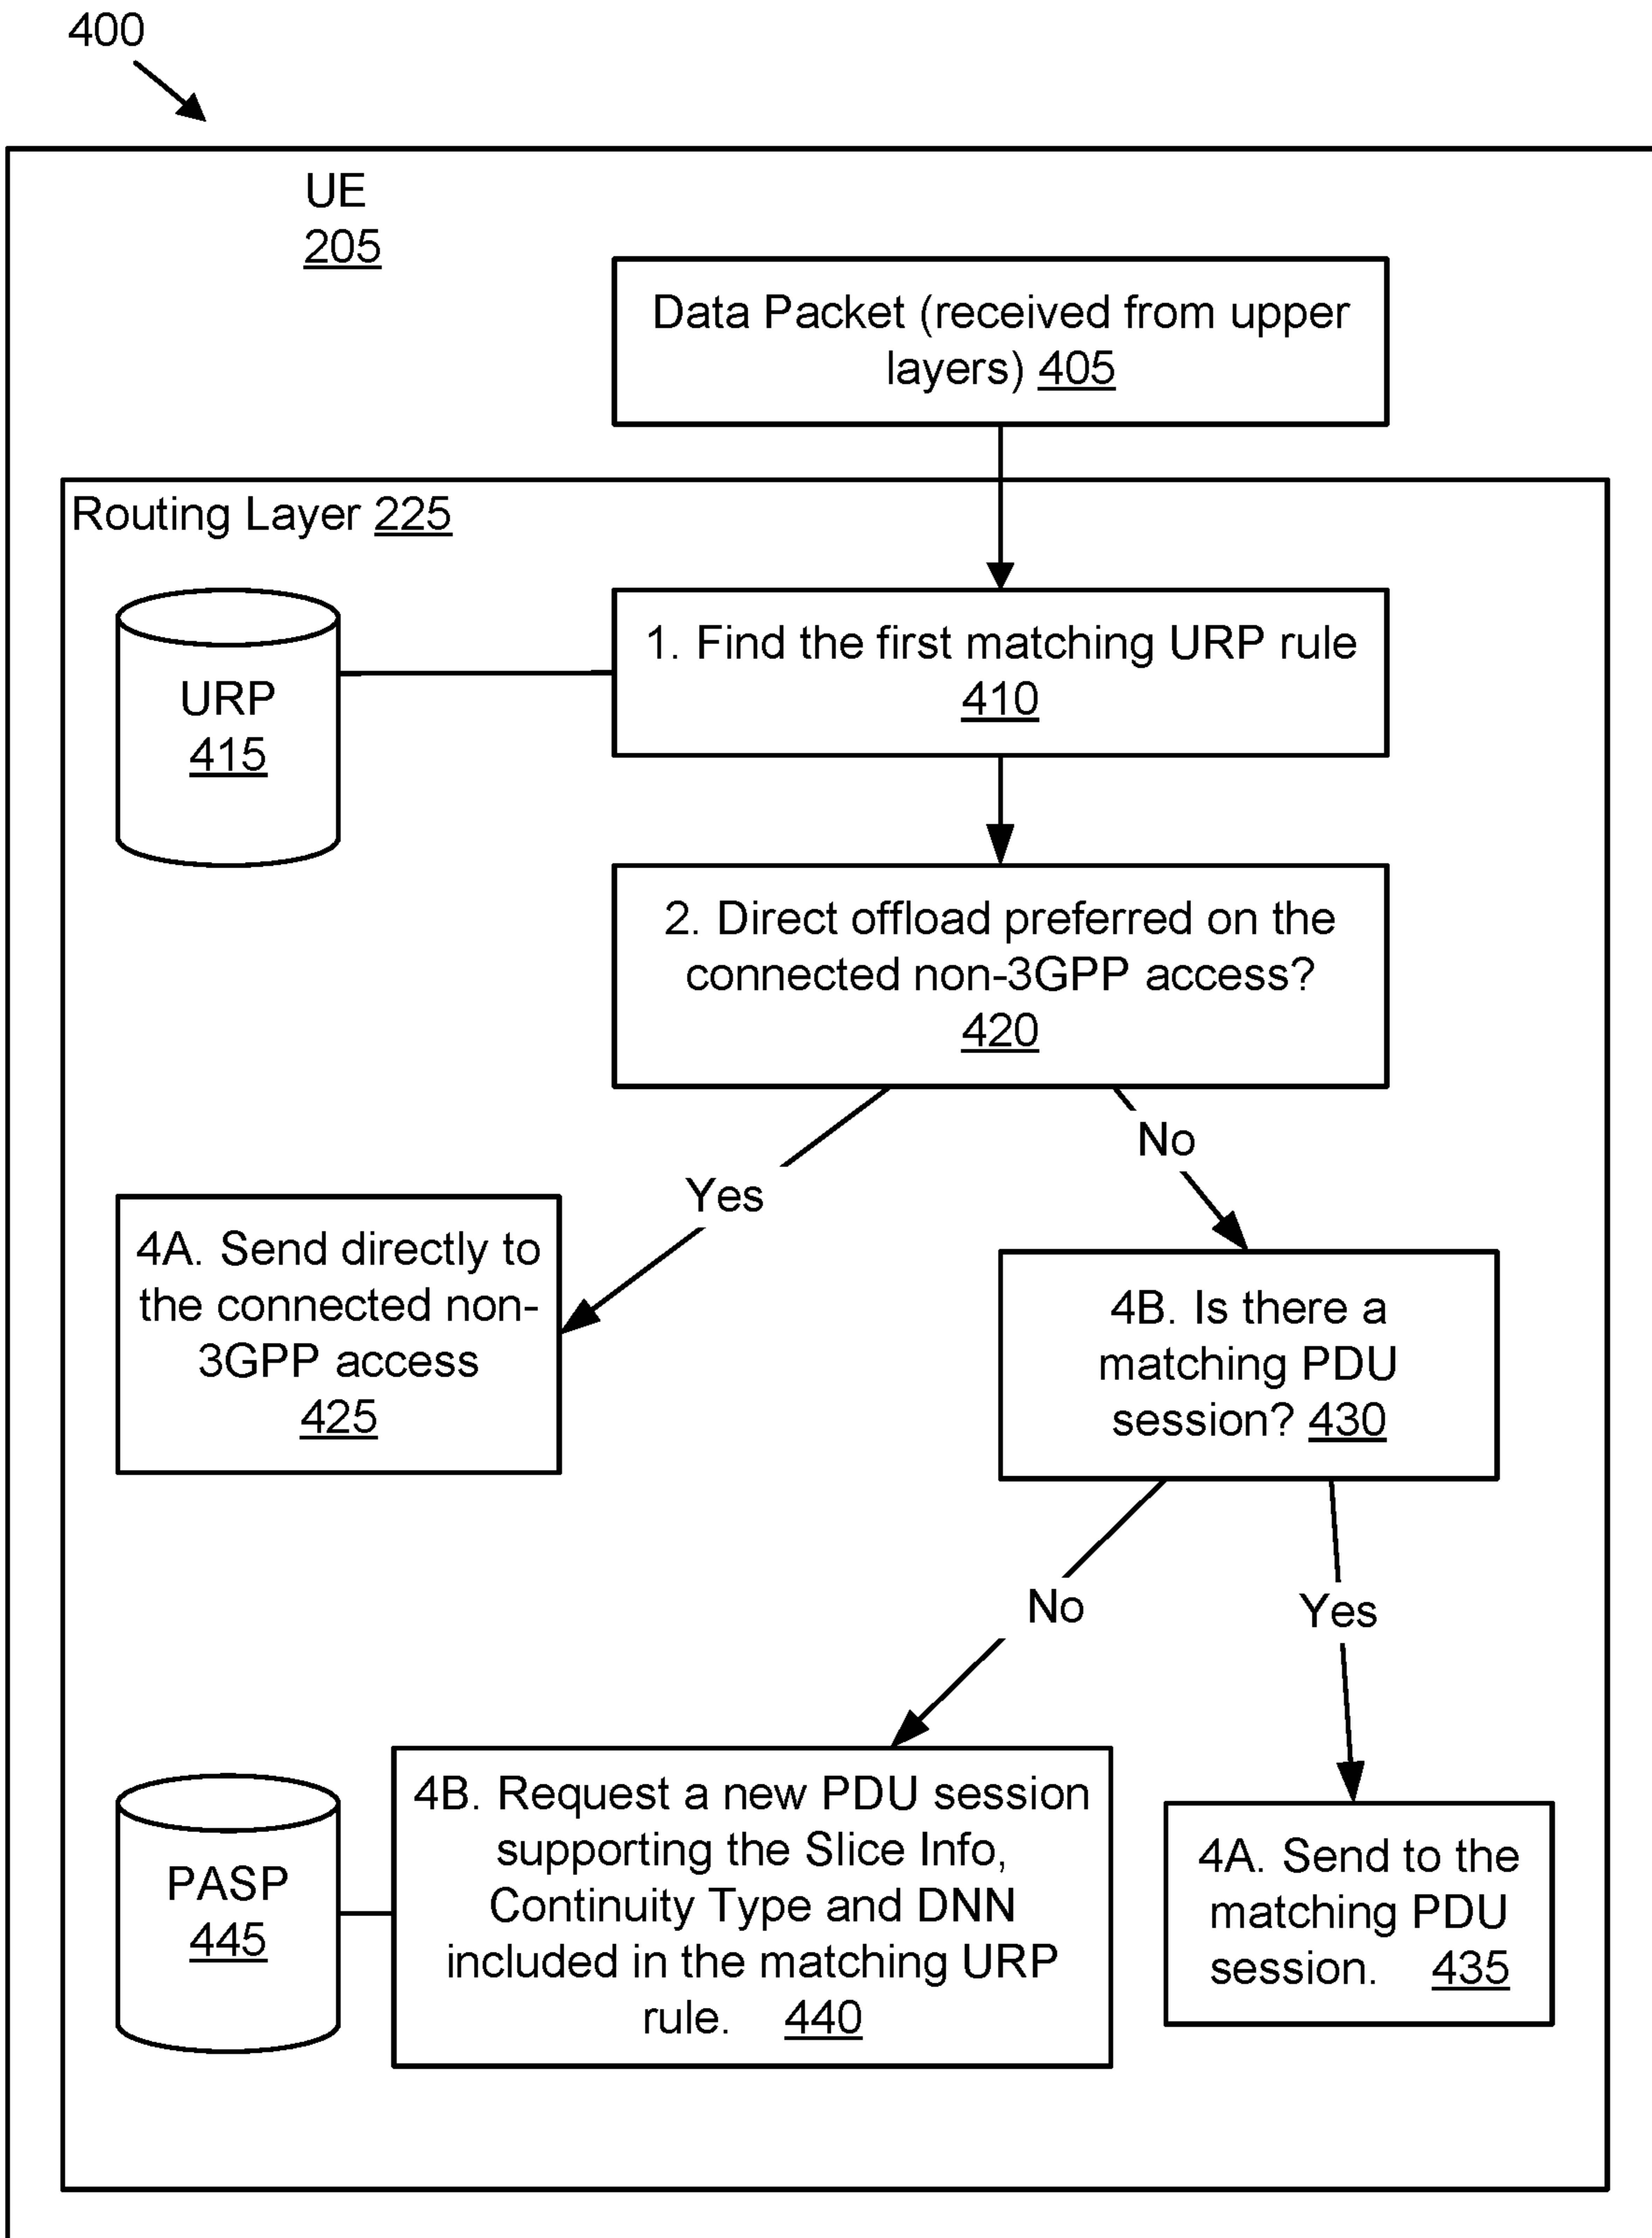 400
UE
205
Data Packet (received from upper
layers) 405
Routing Layer 225
URP
415
1. Find the first matching URP rule
410
2. Direct offload preferred on the
connected non-3GPP access?
420
Yes
No
4A. Send directly to
the connected non-
3GPP access
425
4B. Is there a
matching PDU
session? 430
No
Yes
PASP
445
4B. Request a new PDU session
supporting the Slice Info,
Continuity Type and DNN
included in the matching URP
rule. 440
4A. Send to the
matching PDU
session. 435